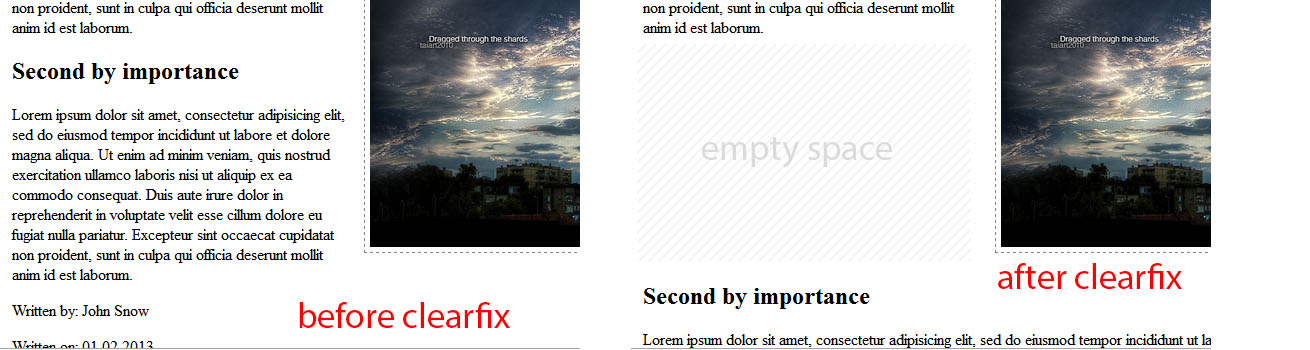 non proident, sunt in culpa qui officia deserunt mollit
anim id est laborum.
Dragged through the shards
taiart2010
Second by importance
Lorem ipsum dolor sit amet, consectetur adipisicing elit,
sed do eiusmod tempor incididunt ut labore et dolore
magna aliqua. Ut enim ad minim veniam, quis nostrud
exercitation ullamco laboris nisi ut aliquip ex ea
commodo consequat. Duis aute irure dolor in
reprehenderit in voluptate velit esse cillum dolore eu
fugiat nulla pariatur. Excepteur sint occaecat cupidatat
non proident, sunt in culpa qui officia deserunt mollit
anim id est laborum.
Written by: John Snow
Written on: 01.02.2013
before clearfix
non proident, sunt in culpa qui officia deserunt mollit
anim id est laborum.
Dragged through the shards
taiart2010
empty space
after clearfix
Second by importance
Lorem ipsum dolor sit amet, consectetur adipisicing elit, sed do eiusmod tempor incididunt ut la